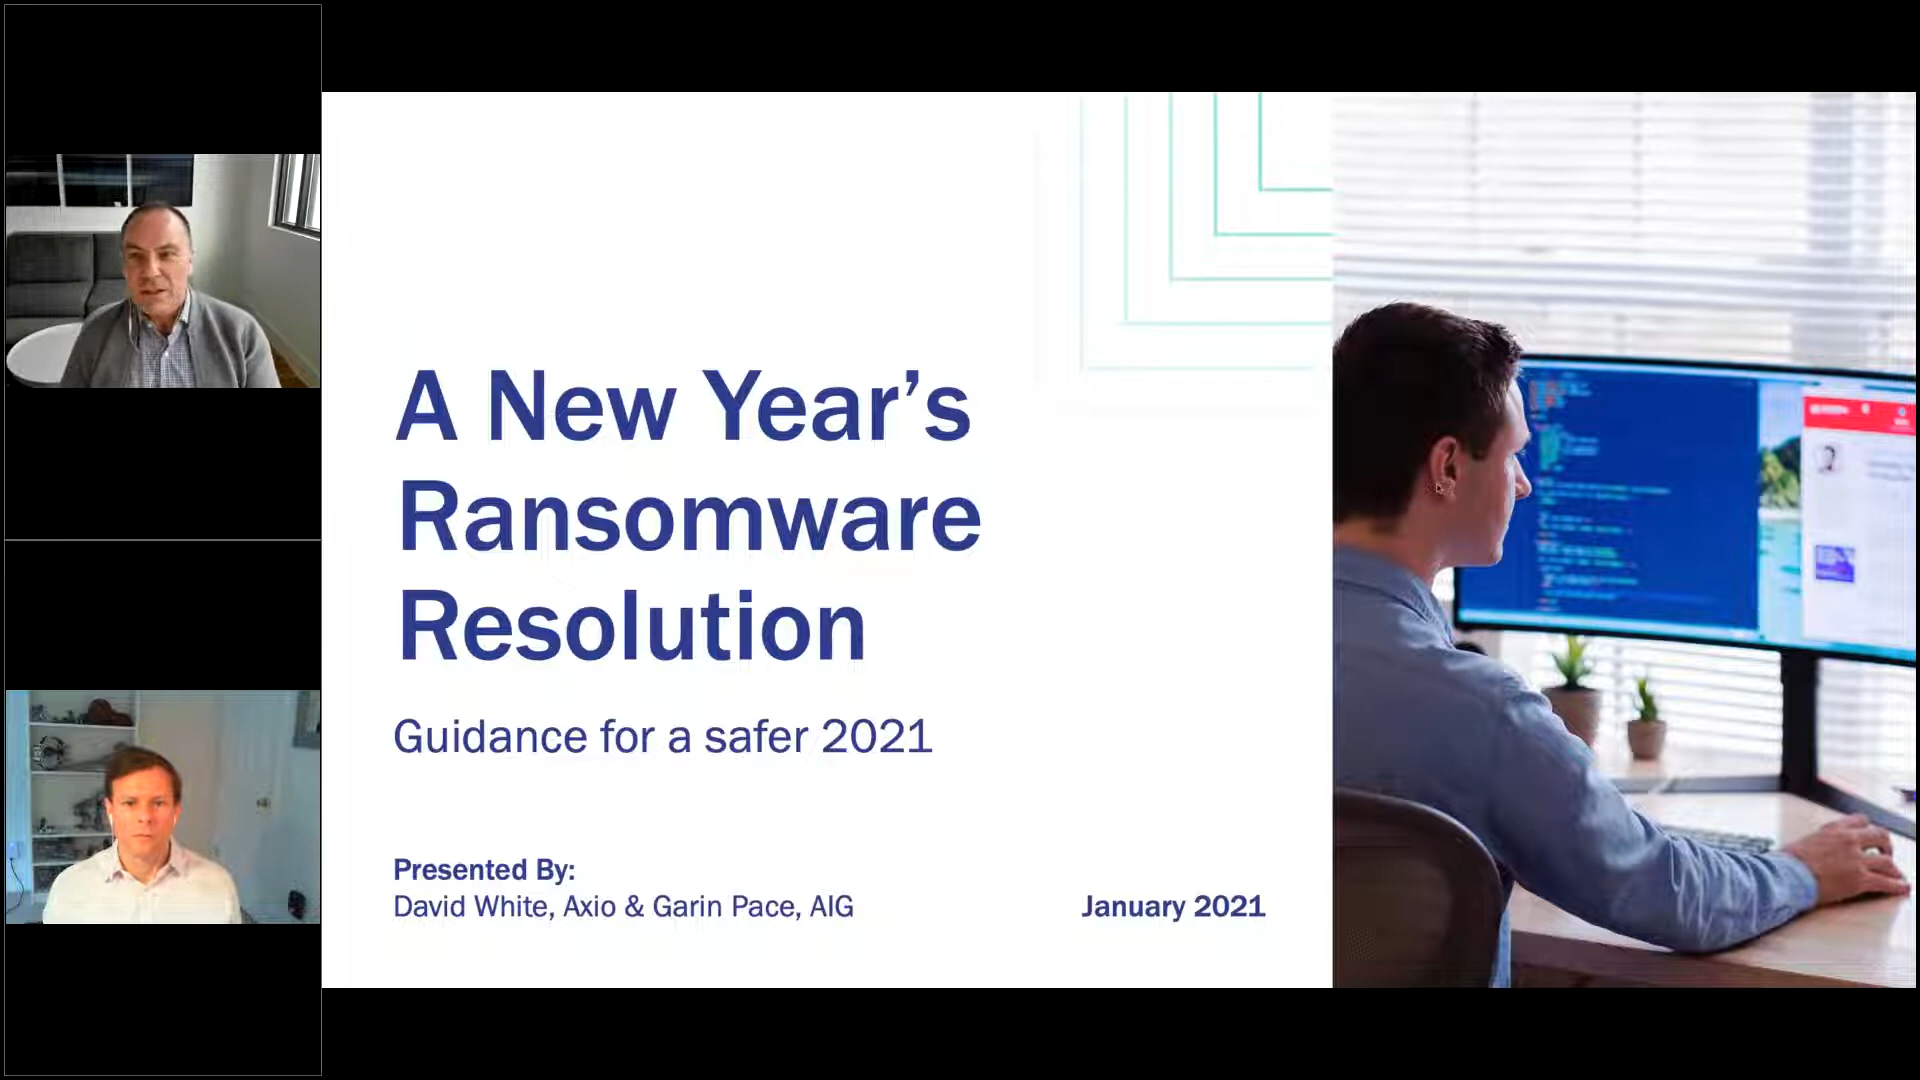 A New Year’s
Ransomware
Resolution
Guidance for a safer 2021
Presented By:
David White, Axio & Garin Pace, AIG
January 2021